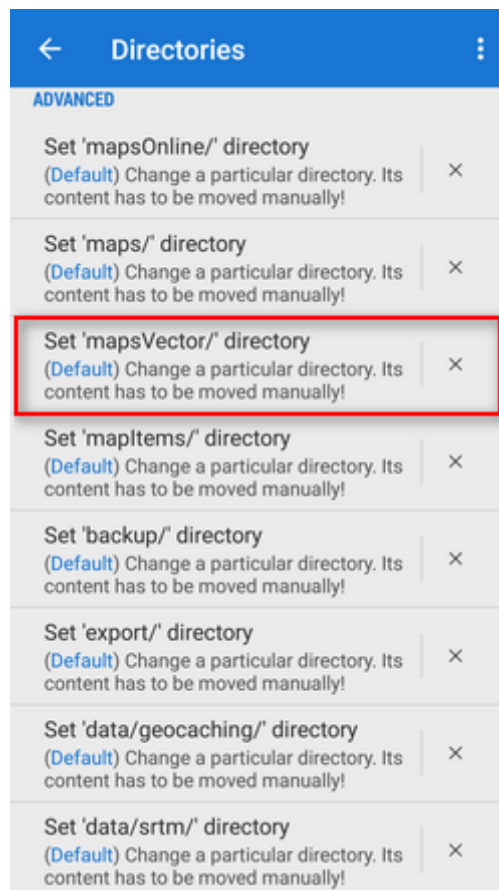 Directories
ADVANCED
Set 'mapsOnline/' directory
(Default) Change a particular directory. Its
content has to be moved manually!
Set 'maps/' directory
(Default) Change a particular directory. Its
content has to be moved manually!
Set 'mapsVector/' directory
(Default) Change a particular directory. Its
content has to be moved manually!
Set 'mapItems/' directory
(Default) Change a particular directory. Its
content has to be moved manually!
Set 'backup/' directory
(Default) Change a particular directory. Its
content has to be moved manually!
Set 'export/' directory
(Default) Change a particular directory. Its
content has to be moved manually!
Set 'data/geocaching/' directory
(Default) Change a particular directory. Its
content has to be moved manually!
Set 'data/srtm/' directory
(Default) Change a particular directory. Its
content has to be moved manually!